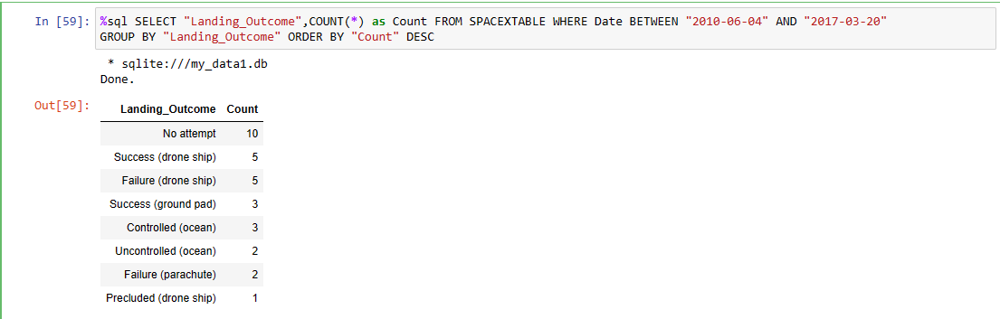 In [59]: %sql SELECT "Landing_Outcome",COUNT(*) as Count FROM SPACEXTABLE WHERE Date BETWEEN "2010-06-04" AND "2017-03-20"
GROUP BY "Landing_Outcome" ORDER BY "Count" DESC
* sqlite:///my_data1.db
Done.
Out[59]:
Landing_Outcome Count
No attempt 10
Success (drone ship) 5
Failure (drone ship) 5
Success (ground pad) 3
Controlled (ocean) 3
Uncontrolled (ocean) 2
Failure (parachute) 2
Precluded (drone ship) 1